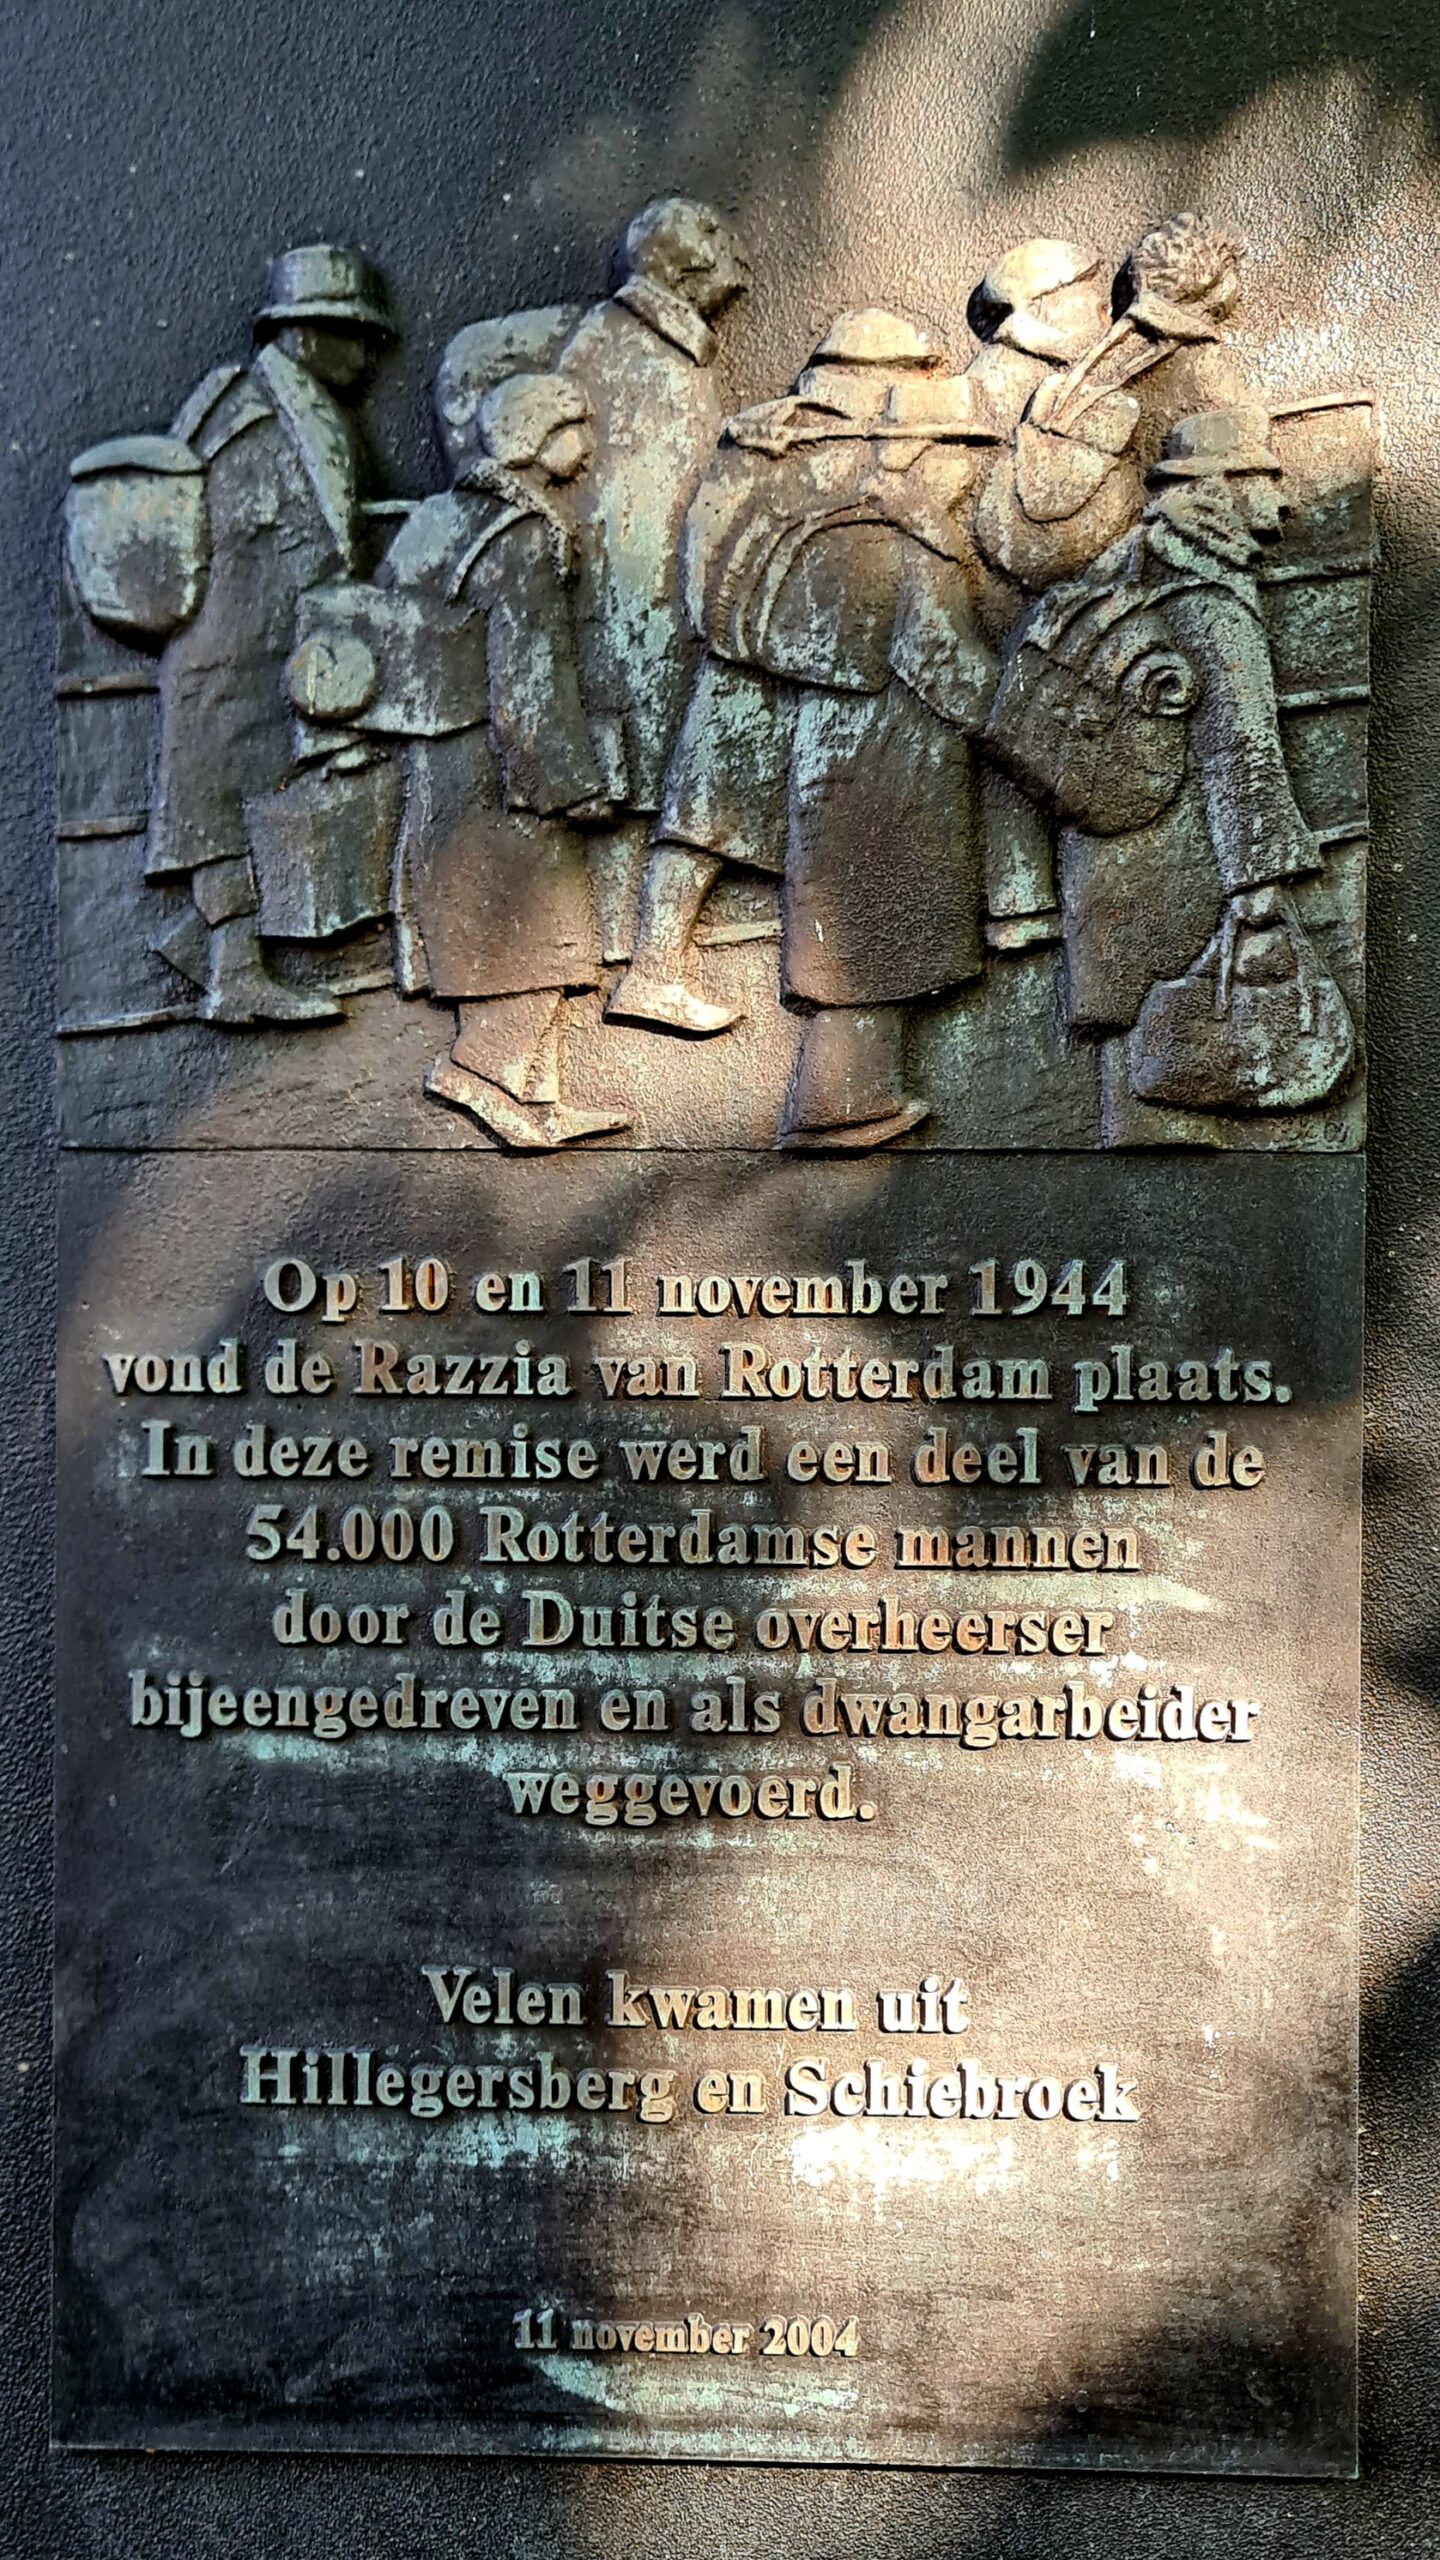 Op 10 en 11 november 1944
vond de Razzia van Rotterdam plaats.
In deze remise werd een deel van de
54.000 Rotterdamse mannen
door de Duitse overheerser
bijeengedreven en als dwangarbeider
weggevoerd.
Velen kwamen uit
Hillegersberg en Schiebroek
11 november 2004